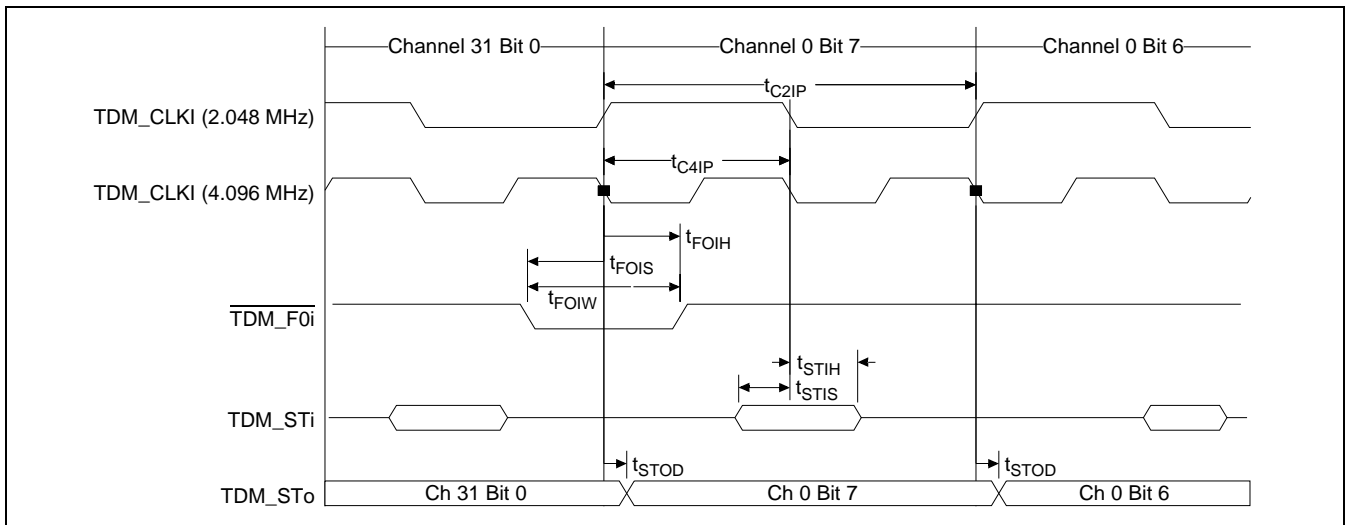 Channel 31 Bit 0 Channel 0 Bit 7 Channel 0 Bit 6
tC2IP
TDM_CLKI (2.048 MHz)
tC4IP
TDM_CLKI (4.096 MHz)
tFOIH
tFOIS
tFOIW
TDM_F0i
tSTIH
tSTIS
TDM_STi
tSTOD tSTOD
TDM_STo Ch 31 Bit 0 Ch 0 Bit 7 Ch 0 Bit 6